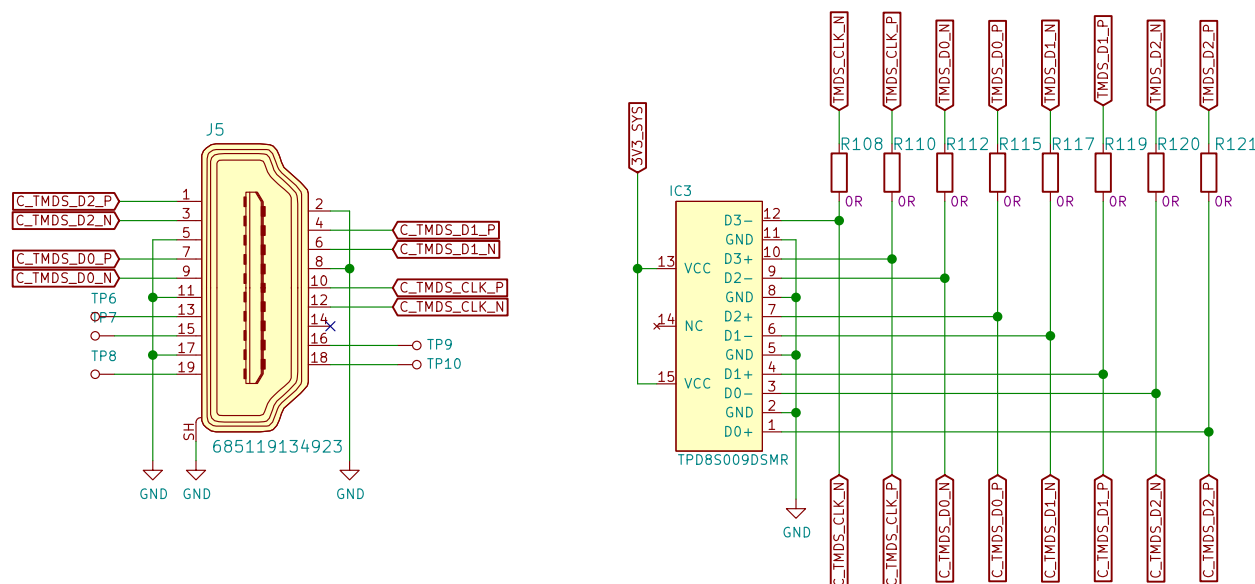 J5
C_TMDS_D2_P
1
C_TMDS_D2_N
3
5
C_TMDS_D0_P
7
C_TMDS_D0_N
9
TP6
11
TP7
13
15
TP8
17
19
SH
2
4
C_TMDS_D1_P
6
C_TMDS_D1_N
8
10
C_TMDS_CLK_P
12
C_TMDS_CLK_N
14
16
TP9
18
TP10
685119134923
GND
GND
GND
3V3_SYS
IC3
13
VCC
14
NC
15
VCC
D3-
12
GND
11
D3+
10
D2-
9
GND
8
D2+
7
D1-
6
GND
5
D1+
4
D0-
3
GND
2
D0+
1
TPD8S009DSMR
GND
TMDS_CLK_N
TMDS_CLK_P
TMDS_D0_N
TMDS_D0_P
TMDS_D1_N
TMDS_D1_P
TMDS_D2_N
TMDS_D2_P
R108
R110
R112
R115
R117
R119
R120
R121
0R
0R
0R
0R
0R
0R
0R
0R
C_TMDS_CLK_N
C_TMDS_CLK_P
C_TMDS_D0_N
C_TMDS_D0_P
C_TMDS_D1_N
C_TMDS_D1_P
C_TMDS_D2_N
C_TMDS_D2_P